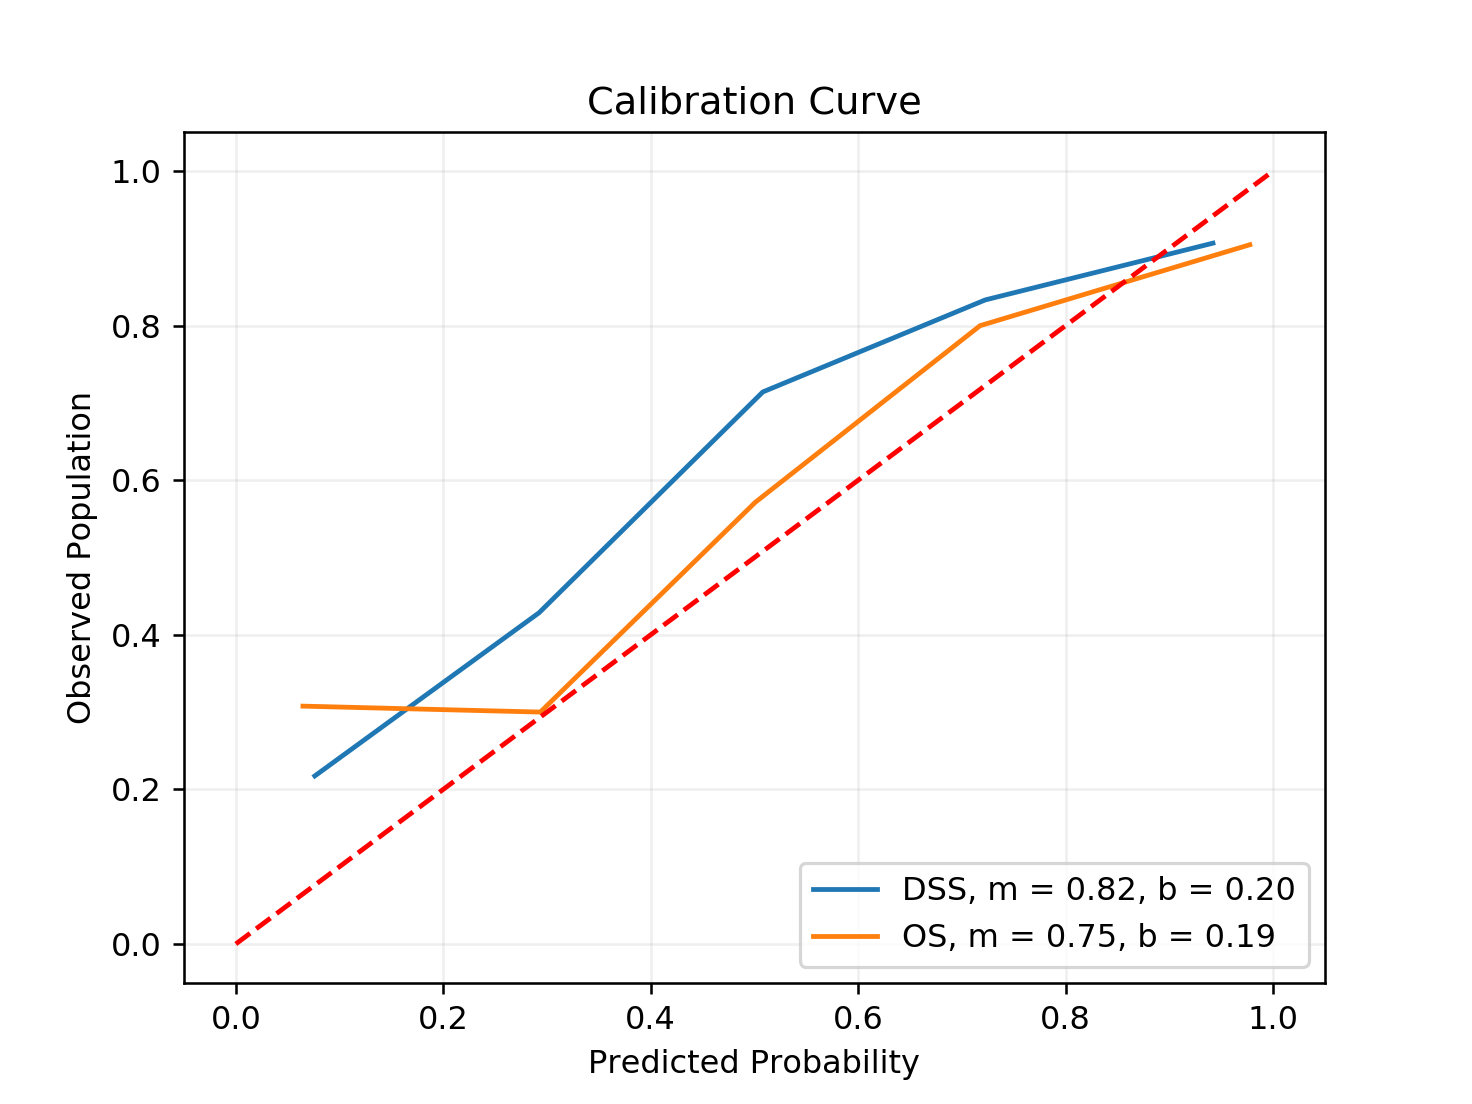 Calibration Curve
1.0
0.8
0.6
0.4
0.2
0.0
Observed Population
DSS, m = 0.82, b = 0.20
OS, m = 0.75, b = 0.19
0.0 0.2 0.4 0.6 0.8 1.0
Predicted Probability